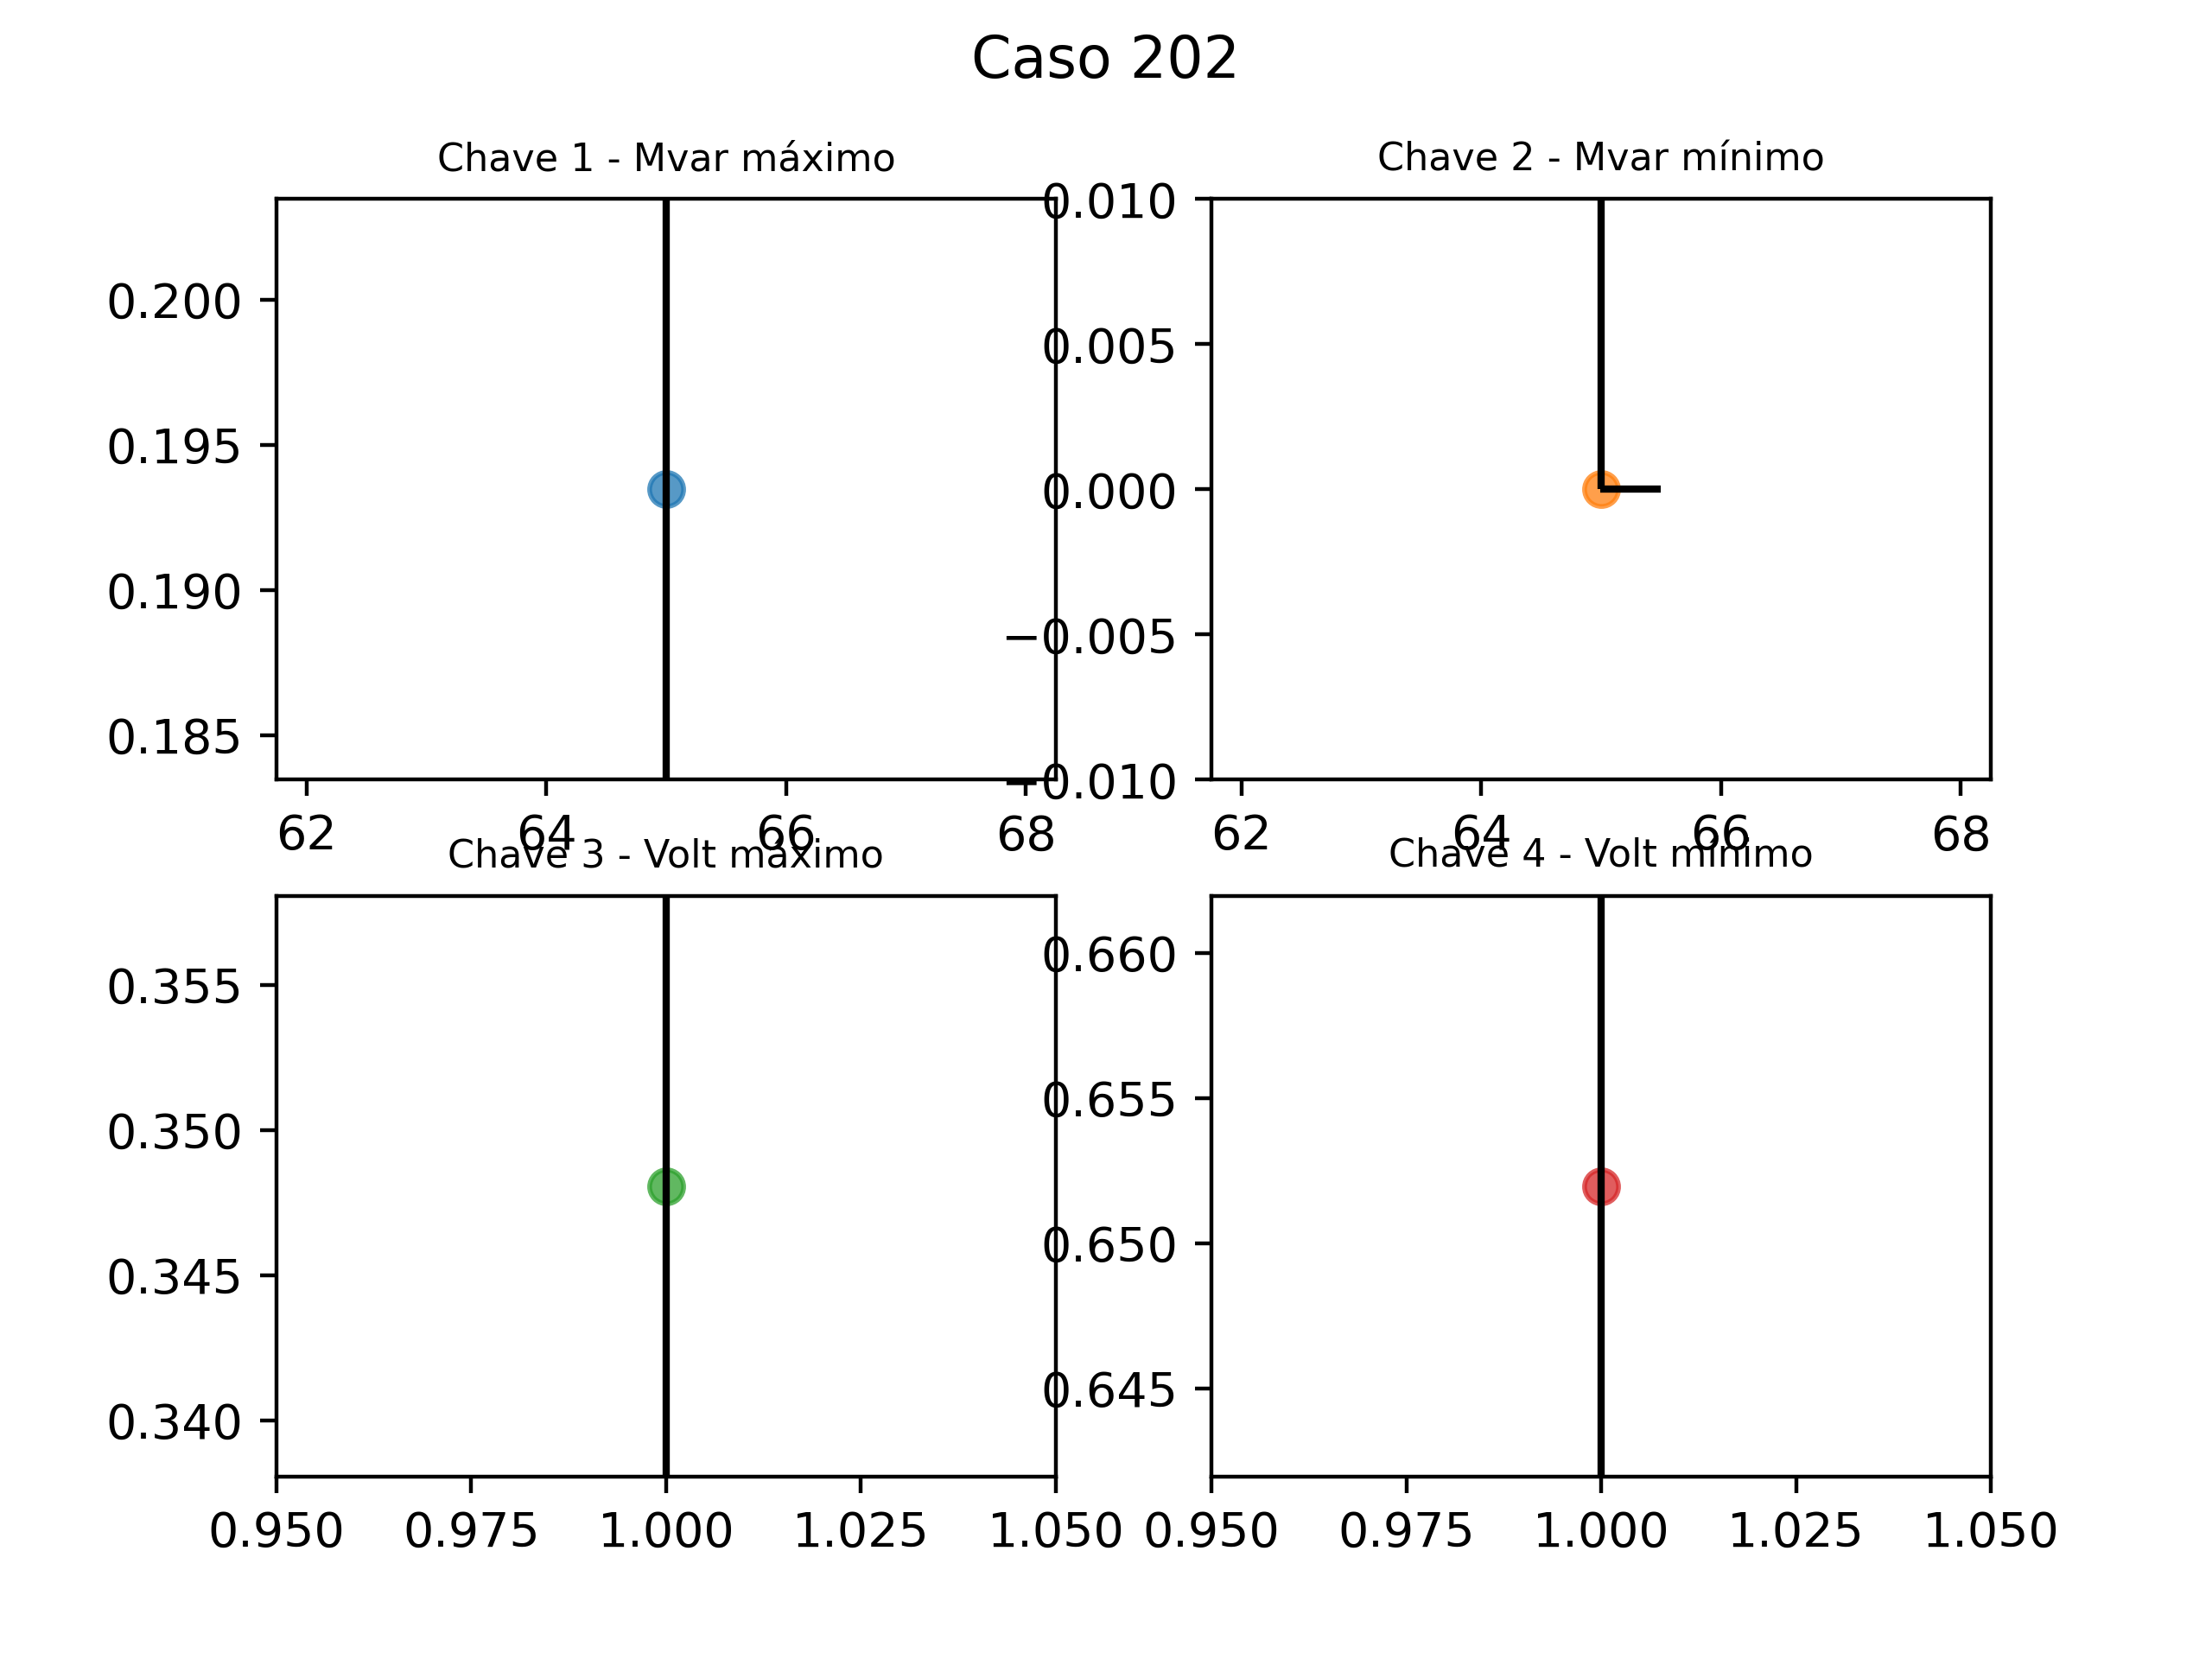 Caso 202
Chave 1 - Mvar máximo
0.200
0.195
0.190
0.185
62 64 66 68
Chave 2 - Mvar mínimo
0.010
0.005
0.000
−0.005
−0.010
62 64 66 68
Chave 3 - Volt máximo
0.355
0.350
0.345
0.340
0.950 0.975 1.000 1.025 1.050
Chave 4 - Volt mínimo
0.660
0.655
0.650
0.645
0.950 0.975 1.000 1.025 1.050